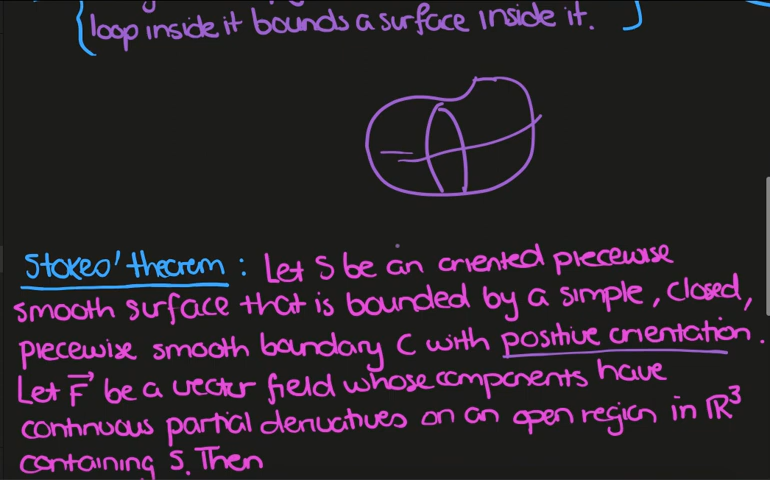 loop inside it bounds a surface inside it.
Stokes' theorem : Let S be an oriented piecewise
smooth surface that is bounded by a simple, closed,
piecewise smooth boundary C with positive orientation.
Let F⃗ be a vector field whose components have
continuous partial derivatives on an open region in ℝ³
containing S. Then